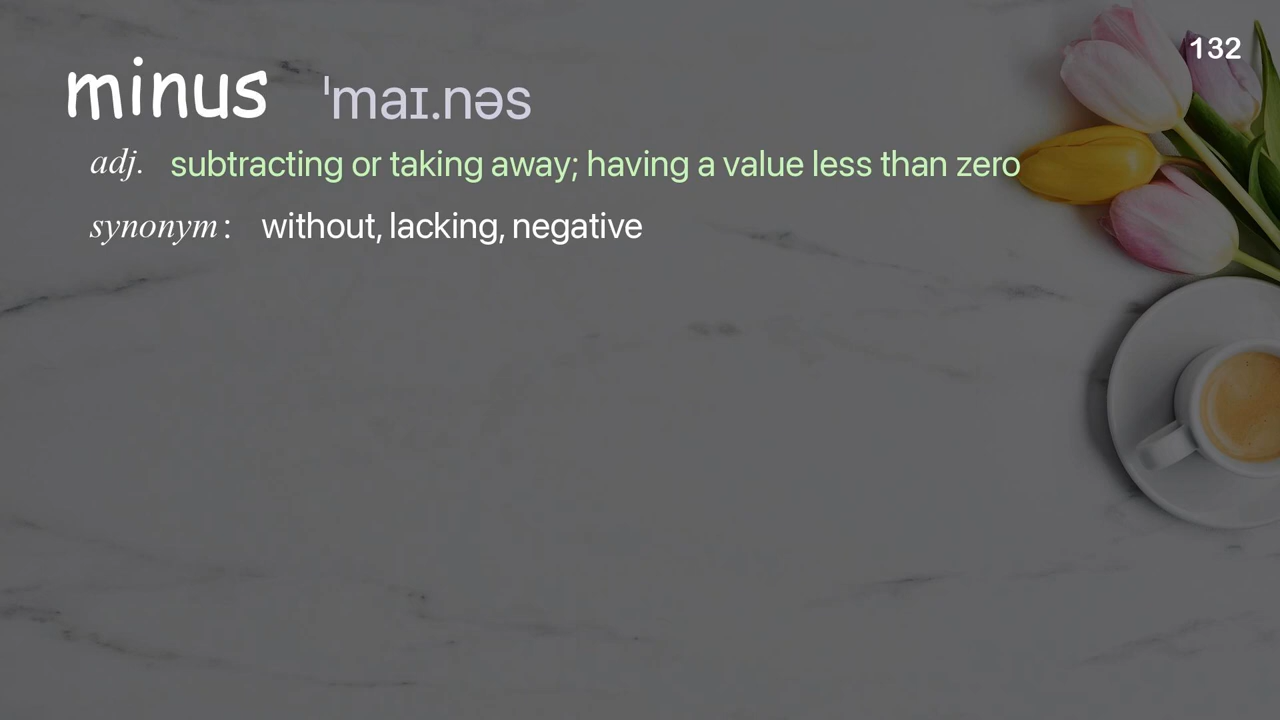 132
minus ˈmaɪ.nəs
adj. subtracting or taking away; having a value less than zero
synonym: without, lacking, negative